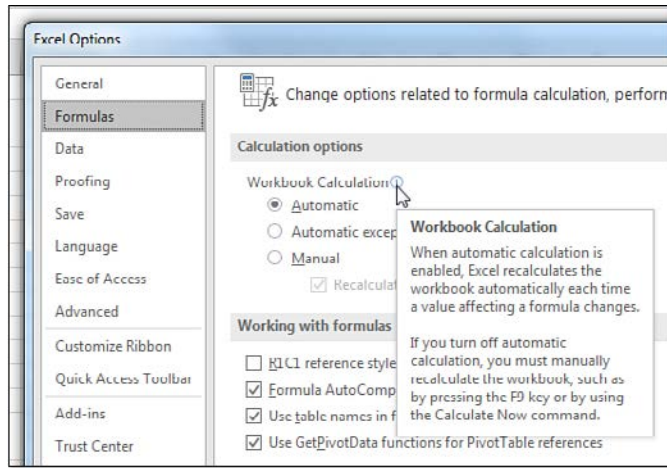 Excel Options
General
Formulas
Data
Proofing
Save
Language
Ease of Access
Advanced
Customize Ribbon
Quick Access Toolbar
Add-ins
Trust Center
Change options related to formula calculation, perform
Calculation options
Workbook Calculation
Automatic
Automatic excep
Manual
Recalculat
Working with formulas
R1C1 reference style
Formula AutoComp
Use table names in f
Use GetPivotData functions for PivotTable references
Workbook Calculation
When automatic calculation is
enabled, Excel recalculates the
workbook automatically each time
a value affecting a formula changes.
If you turn off automatic
calculation, you must manually
recalculate the workbook, such as
by pressing the F9 key or by using
the Calculate Now command.